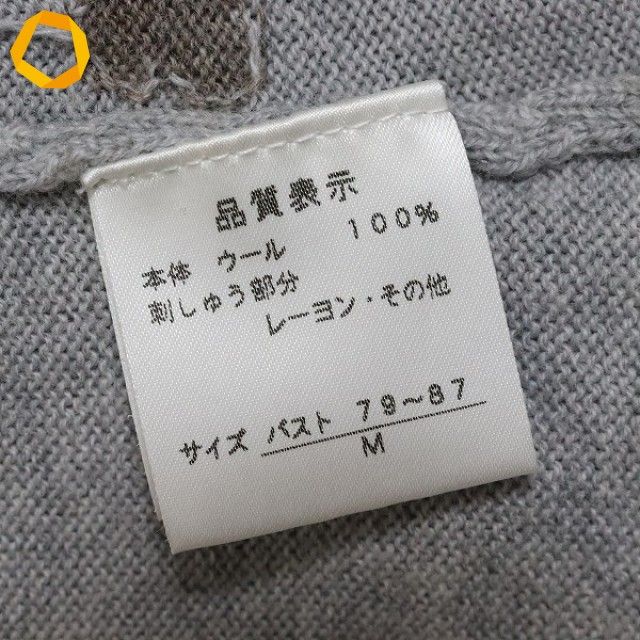 品質表示
本体 ウール 100%
刺しゅう部分
レーヨン・その他
サイズ バスト 79～87
M